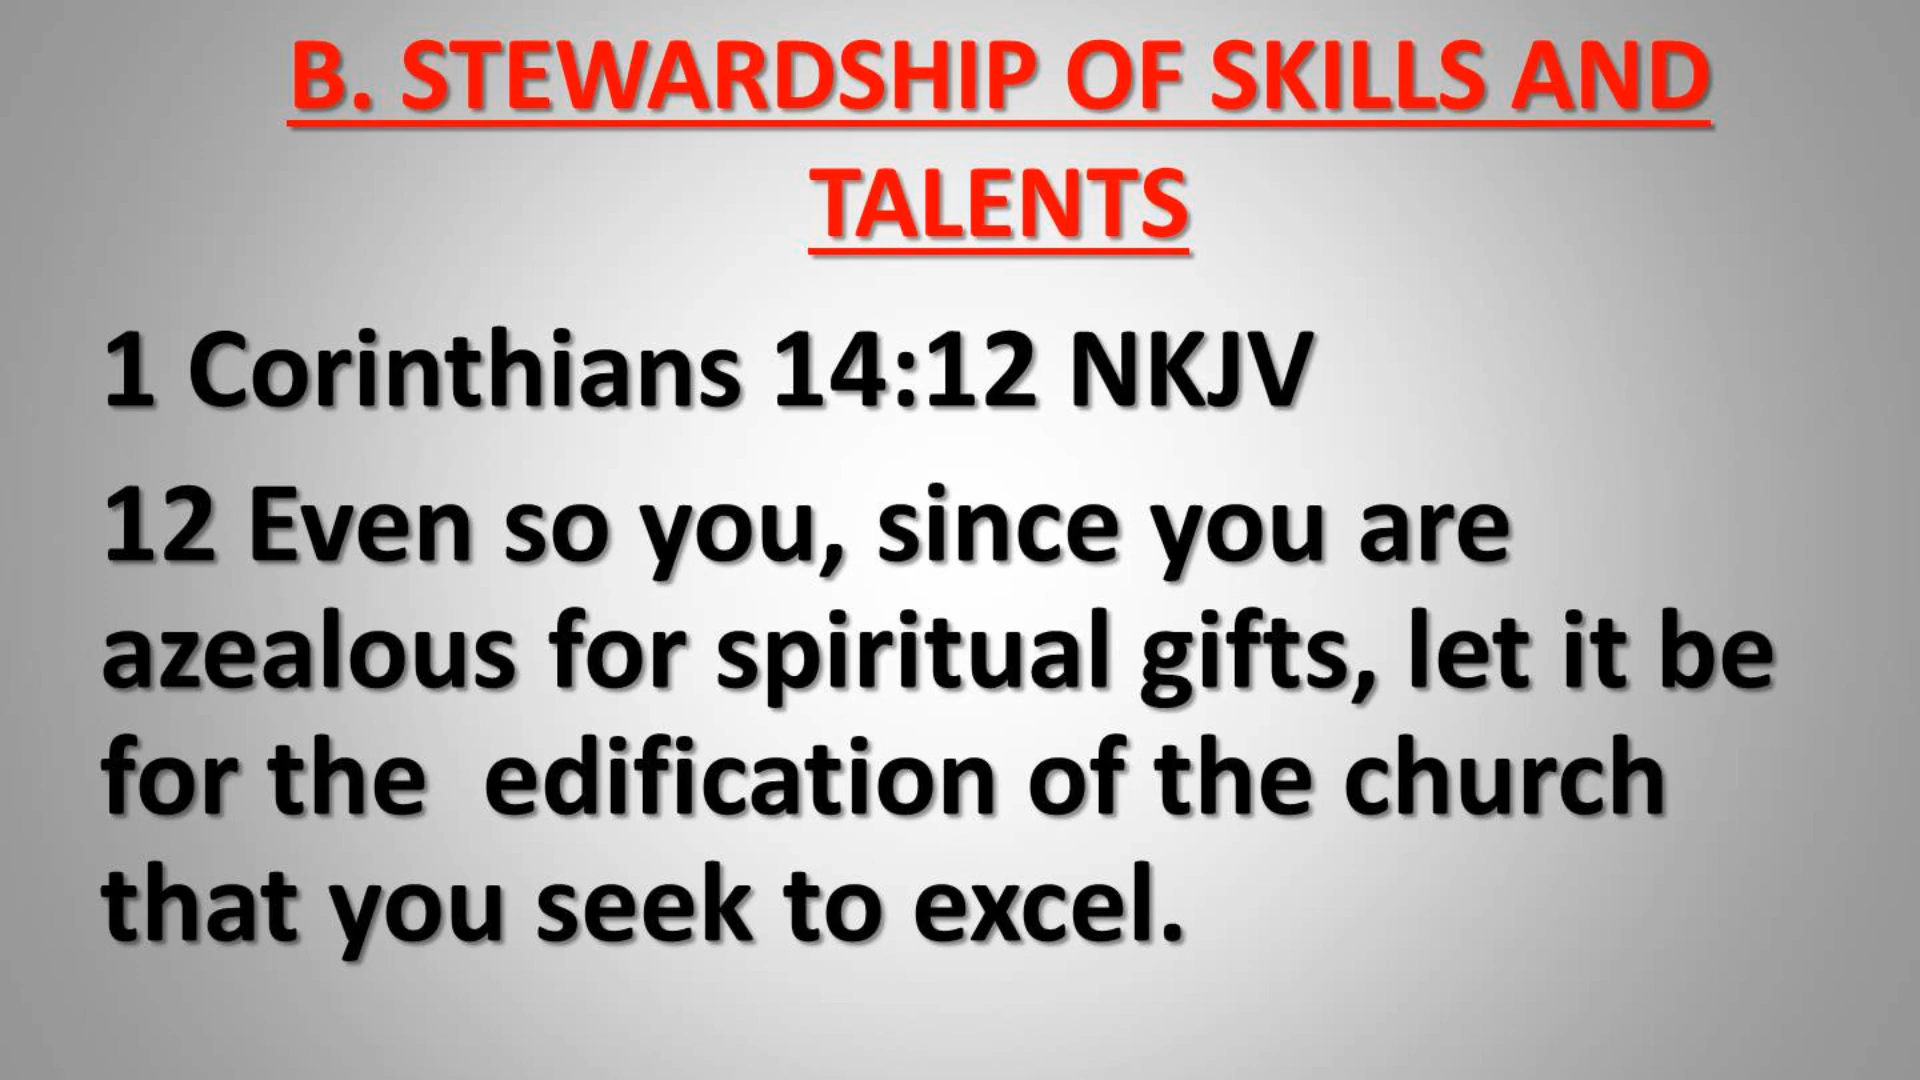 B. STEWARDSHIP OF SKILLS AND
TALENTS
1 Corinthians 14:12 NKJV
12 Even so you, since you are
azealous for spiritual gifts, let it be
for the  edification of the church
that you seek to excel.